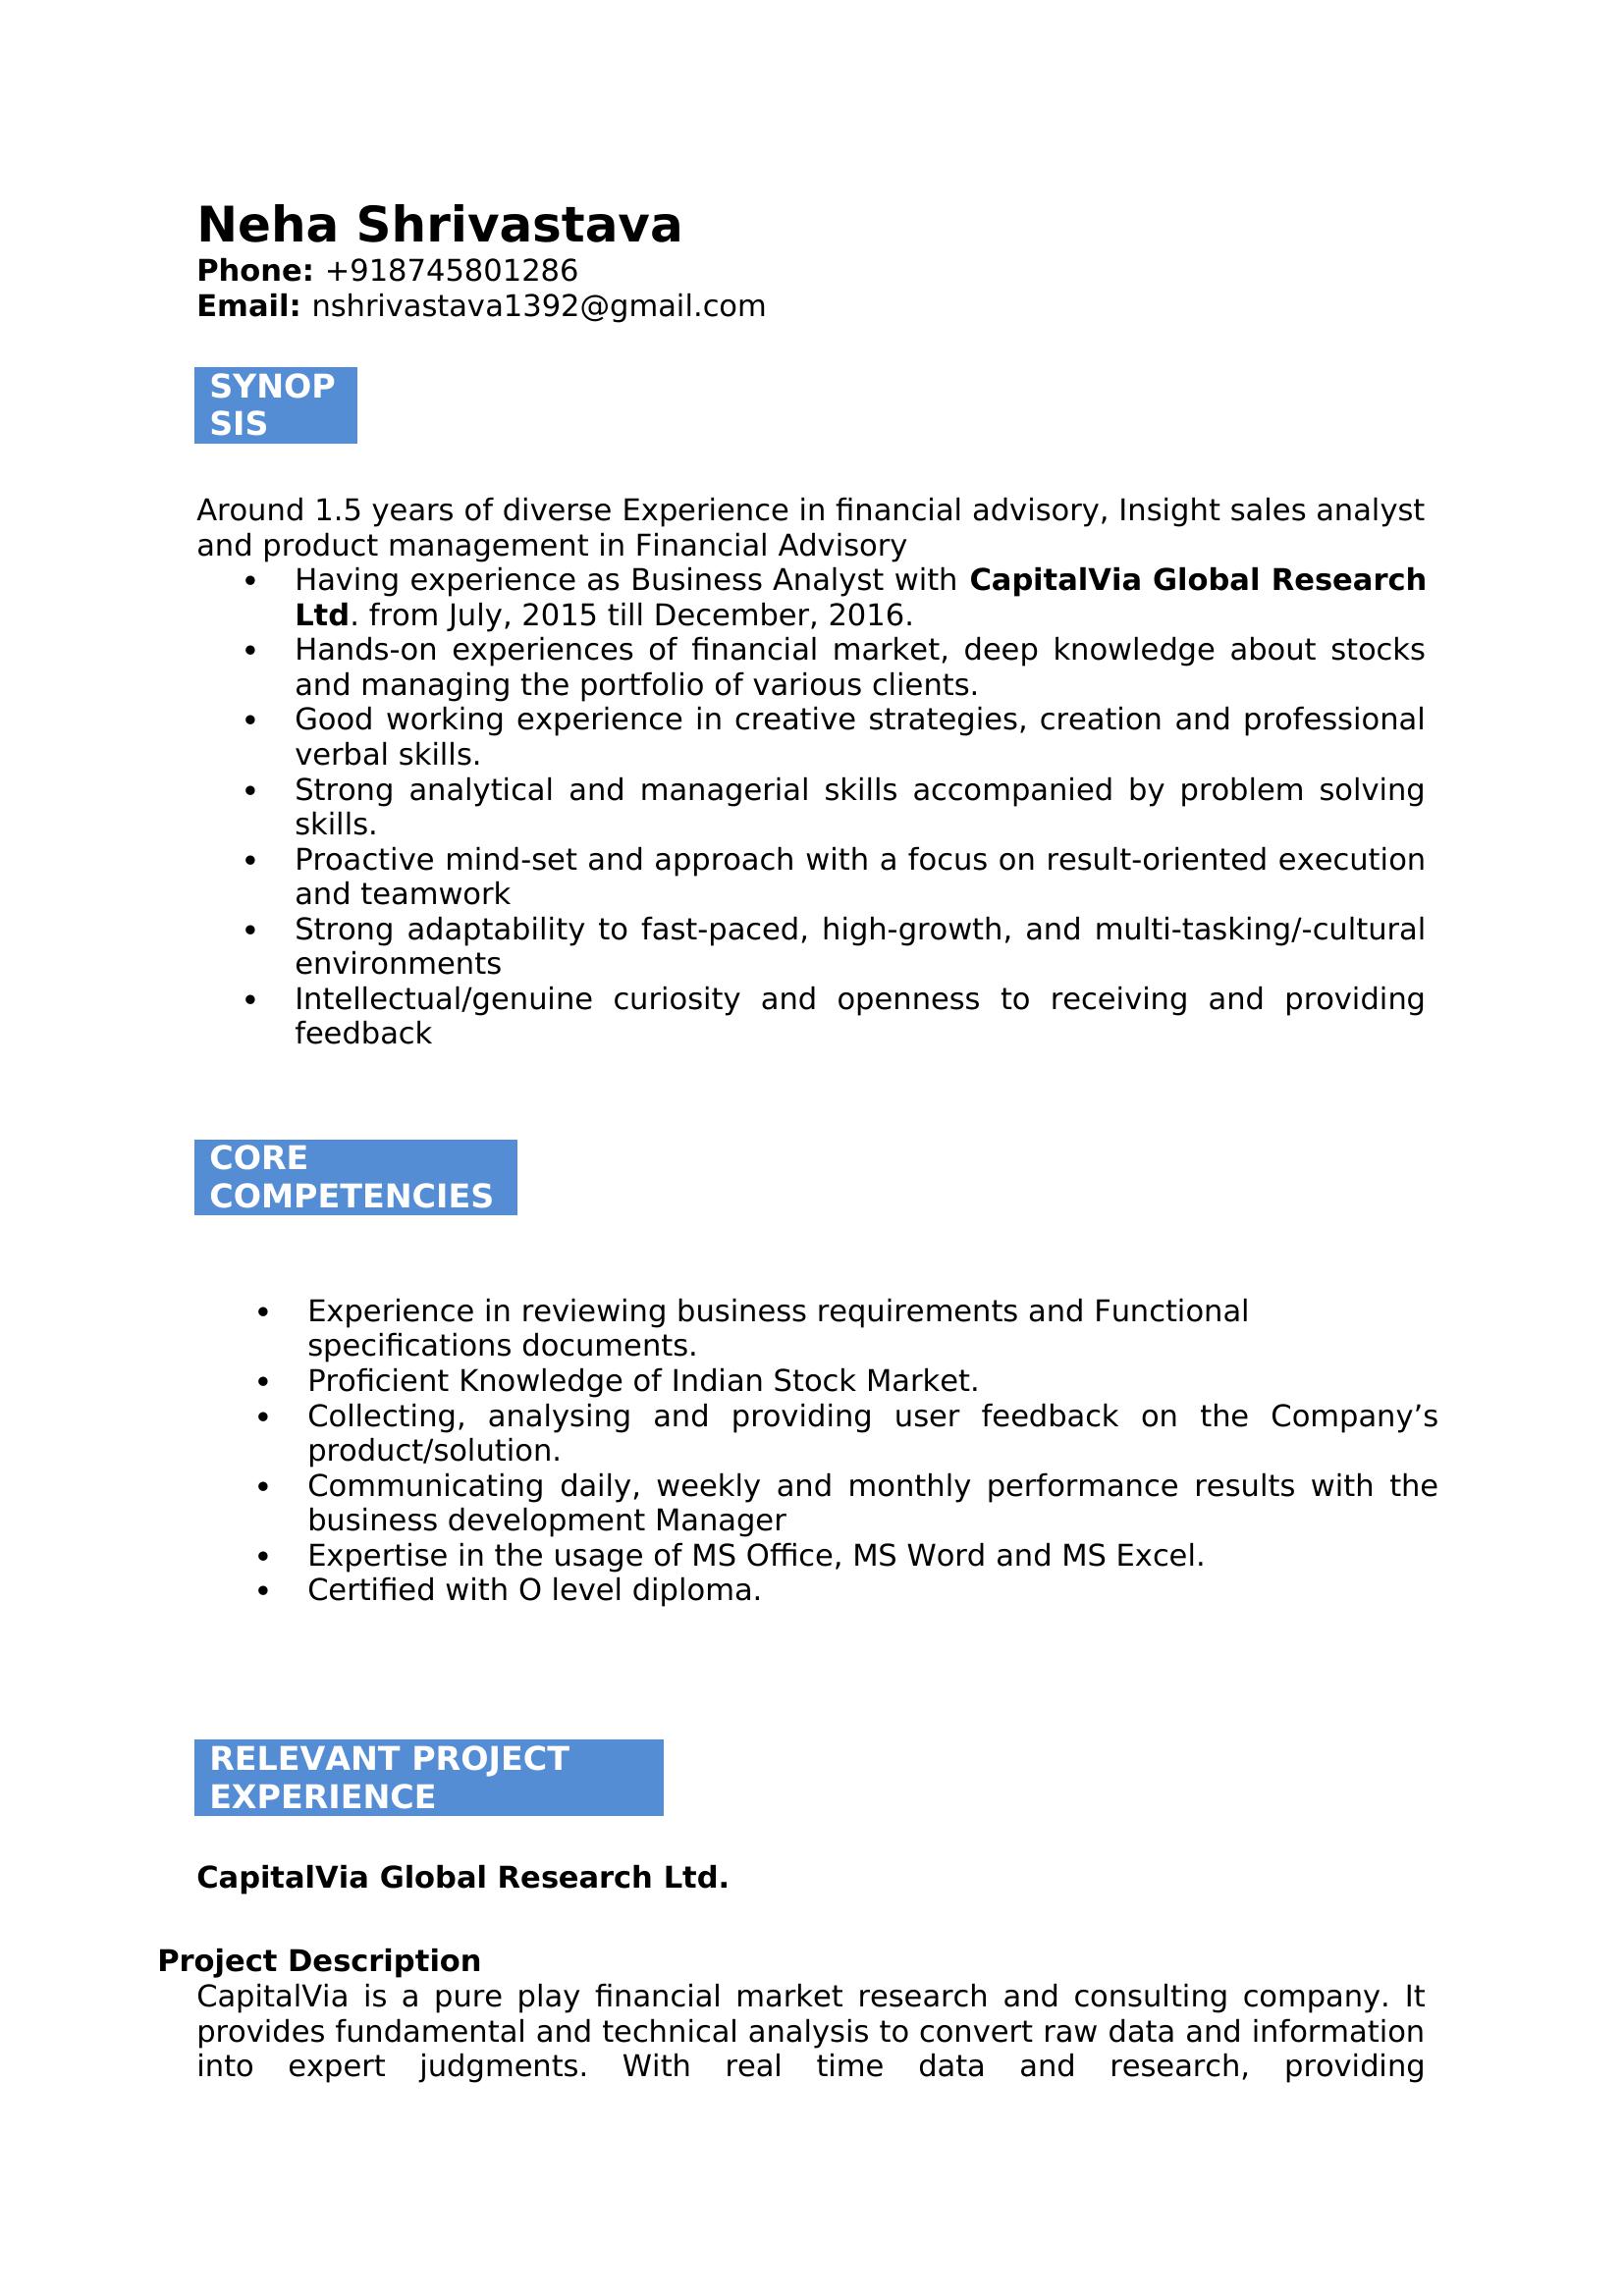 Neha Shrivastava
Phone: +918745801286
Email: nshrivastava1392@gmail.com
SYNOP
SIS
Around 1.5 years of diverse Experience in financial advisory, Insight sales analyst
and product management in Financial Advisory
• Having experience as Business Analyst with CapitalVia Global Research
Ltd. from July, 2015 till December, 2016.
• Hands-on experiences of financial market, deep knowledge about stocks
and managing the portfolio of various clients.
• Good working experience in creative strategies, creation and professional
verbal skills.
• Strong analytical and managerial skills accompanied by problem solving
skills.
• Proactive mind-set and approach with a focus on result-oriented execution
and teamwork
• Strong adaptability to fast-paced, high-growth, and multi-tasking/-cultural
environments
• Intellectual/genuine curiosity and openness to receiving and providing
feedback
CORE
COMPETENCIES
• Experience in reviewing business requirements and Functional
specifications documents.
• Proficient Knowledge of Indian Stock Market.
• Collecting, analysing and providing user feedback on the Company’s
product/solution.
• Communicating daily, weekly and monthly performance results with the
business development Manager
• Expertise in the usage of MS Office, MS Word and MS Excel.
• Certified with O level diploma.
RELEVANT PROJECT
EXPERIENCE
CapitalVia Global Research Ltd.
Project Description
CapitalVia is a pure play financial market research and consulting company. It
provides fundamental and technical analysis to convert raw data and information
into expert judgments. With real time data and research, providing